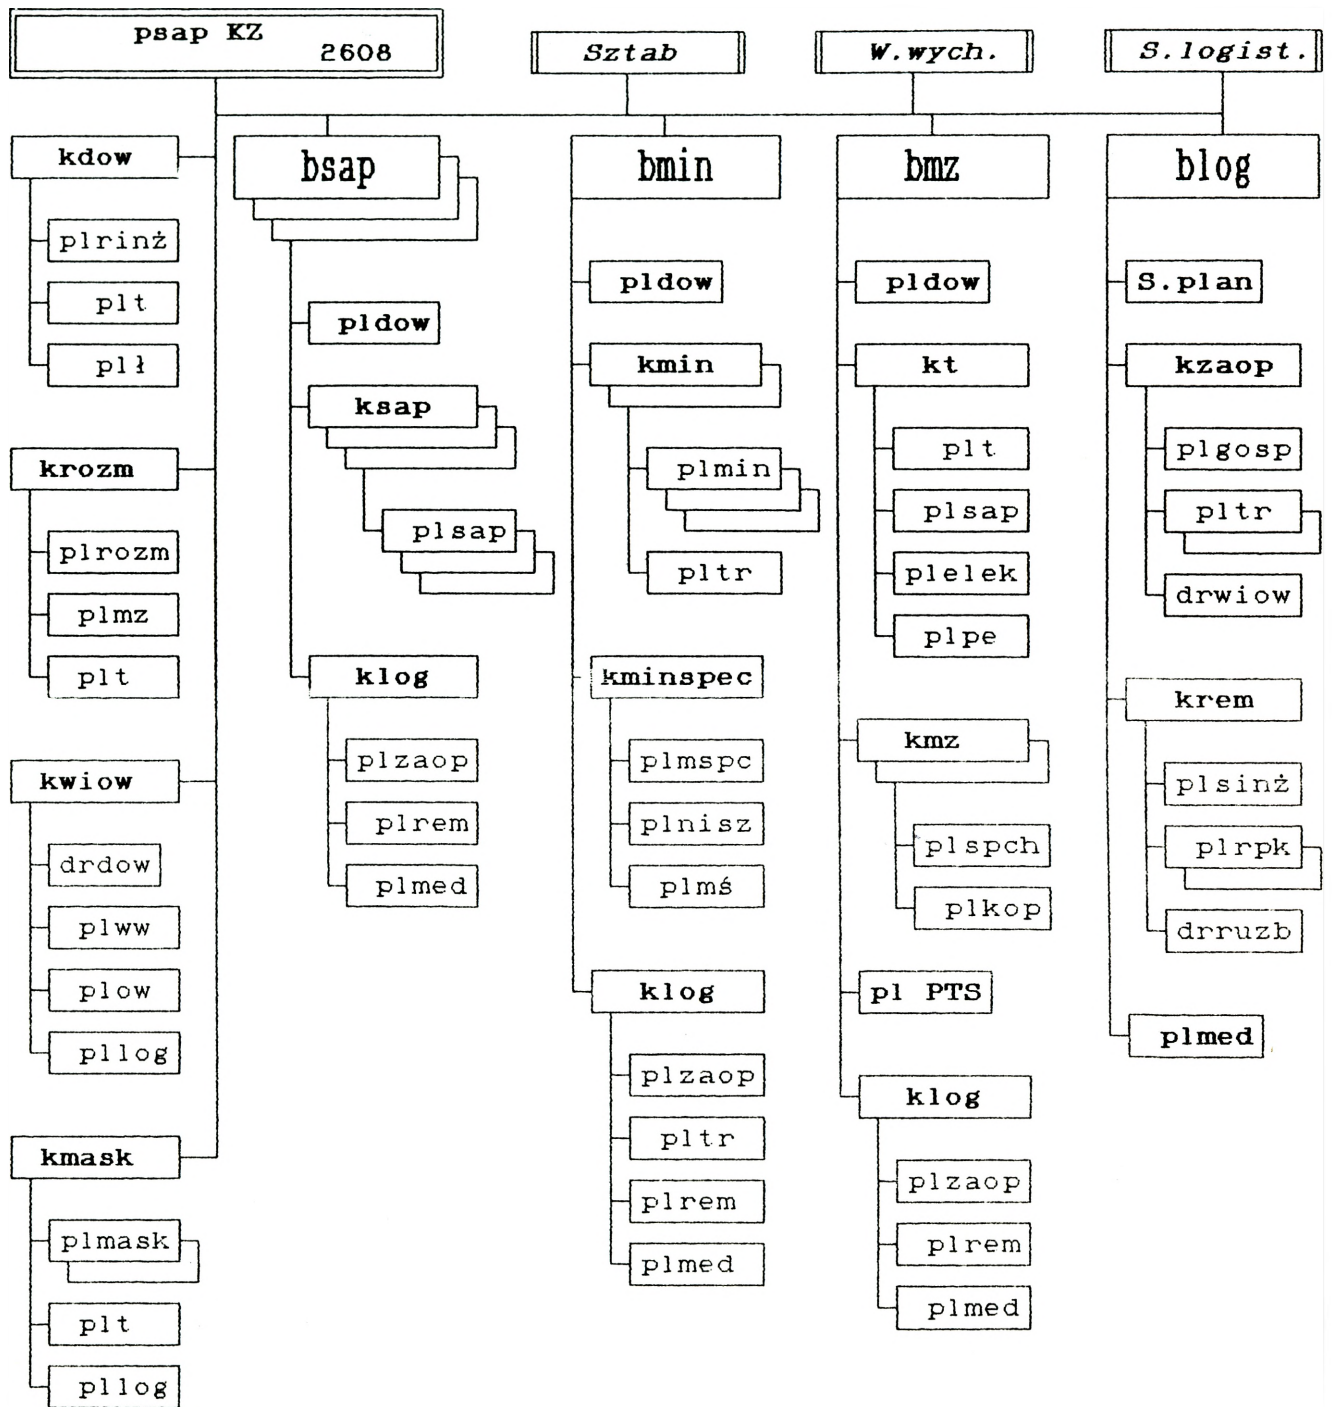 psap KZ
2608
Sztab
W.wych.
S.logist.
kdow
plrinż
plt
plł
krozm
plrozm
plmz
plt
kwiow
drdow
plww
plow
pllog
kmask
plmask
plt
pllog
bsap
pldow
ksap
plsap
klog
plzaop
plrem
plmed
bmin
pldow
kmin
plmin
pltr
kminspec
plmspc
plnisz
plmś
klog
plzaop
pltr
plrem
plmed
bmz
pldow
kt
plt
plsap
plelek
plpe
kmz
plspch
plkop
pl PTS
klog
plzaop
plrem
plmed
blog
S.plan
kzaop
plgosp
pltr
drwiow
krem
plsinż
plrpk
drruzb
plmed